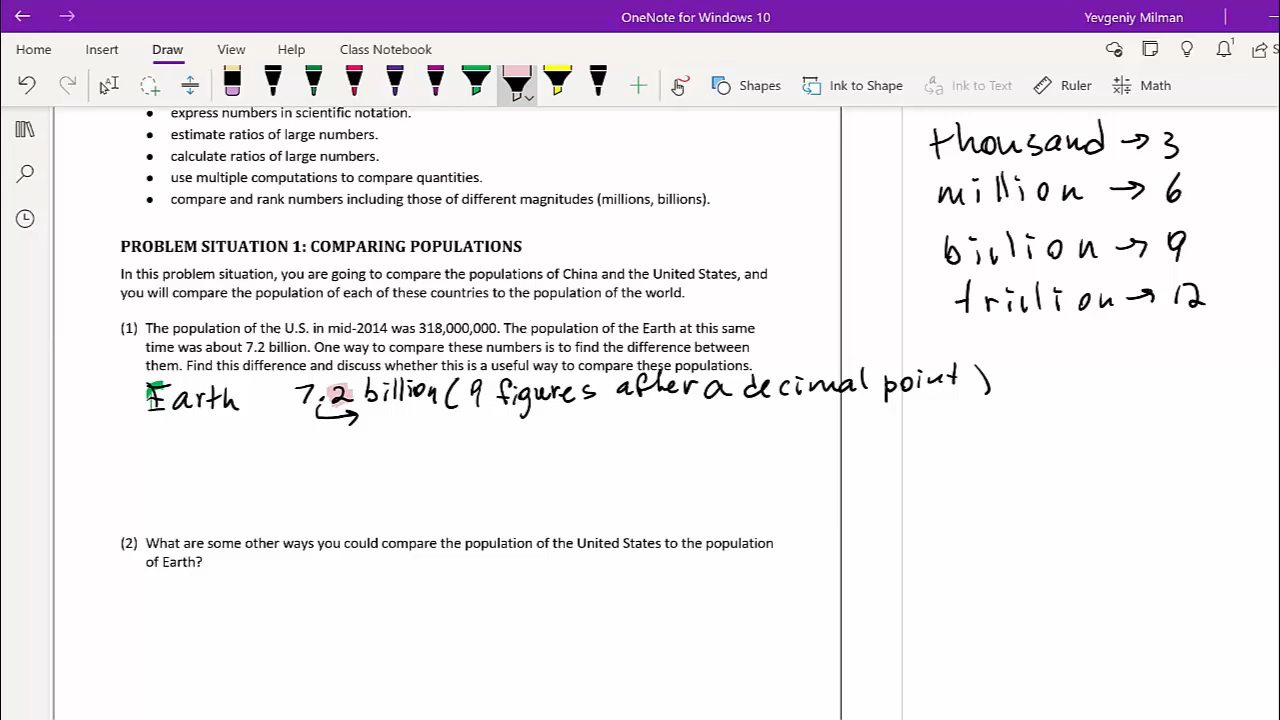 OneNote for Windows 10
Yevgeniy Milman
Home Insert Draw View Help Class Notebook
Shapes Ink to Shape Ink to Text Ruler Math
express numbers in scientific notation.
• estimate ratios of large numbers.
• calculate ratios of large numbers.
• use multiple computations to compare quantities.
• compare and rank numbers including those of different magnitudes (millions, billions).
PROBLEM SITUATION 1: COMPARING POPULATIONS
In this problem situation, you are going to compare the populations of China and the United States, and
you will compare the population of each of these countries to the population of the world.
(1) The population of the U.S. in mid-2014 was 318,000,000. The population of the Earth at this same
time was about 7.2 billion. One way to compare these numbers is to find the difference between
them. Find this difference and discuss whether this is a useful way to compare these populations.
Earth 7.2 billion (9 figures after a decimal point)
(2) What are some other ways you could compare the population of the United States to the population
of Earth?
thousand → 3
million → 6
billion → 9
trillion → 12